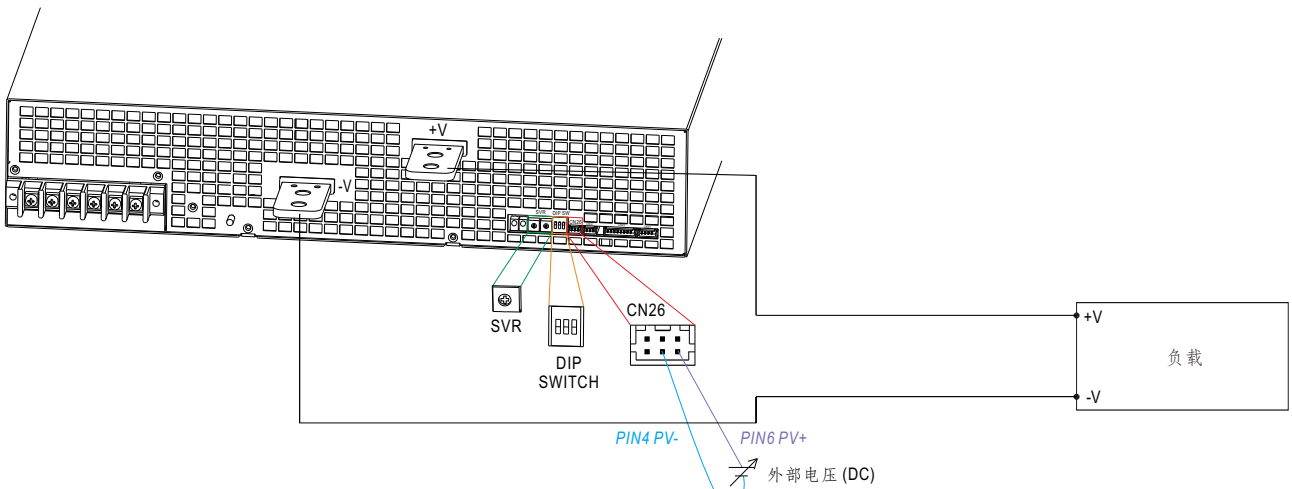 +V
-V
SVR
DIP SW
CN26
SVR
DIP
SWITCH
CN26
+V
负载
-V
PIN4 PV-
PIN6 PV+
外部电压 (DC)